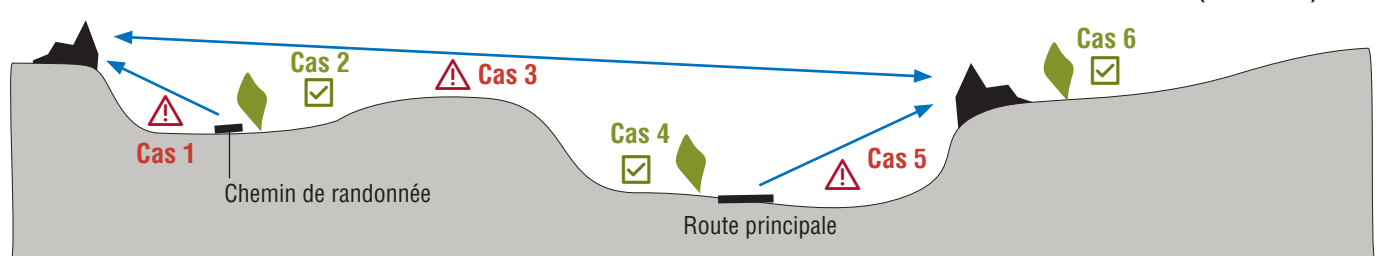 Cas 1
Cas 2
Cas 3
Cas 4
Cas 5
Cas 6
Chemin de randonnée
Route principale